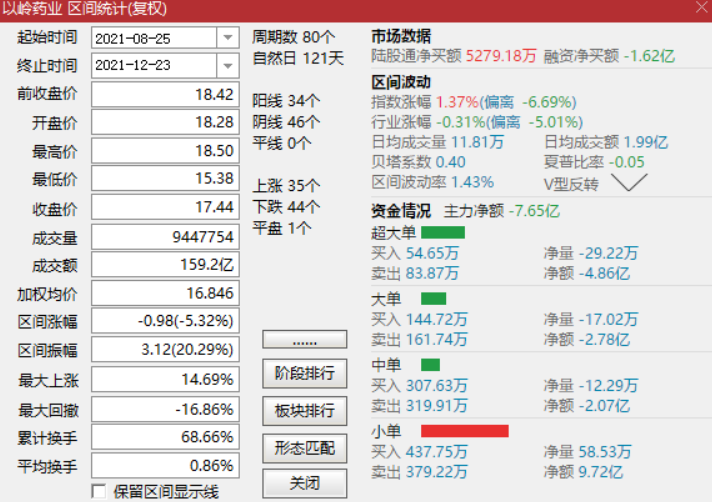 以岭药业 区间统计(复权)
起始时间 2021-08-25
终止时间 2021-12-23
前收盘价 18.42
开盘价 18.28
最高价 18.50
最低价 15.38
收盘价 17.44
成交量 9447754
成交额 159.2亿
加权均价 16.846
区间涨幅 -0.98(-5.32%)
区间振幅 3.12(20.29%)
最大上涨 14.69%
最大回撤 -16.86%
累计换手 68.66%
平均换手 0.86%
保留区间显示线
周期数 80个
自然日 121天
阳线 34个
阴线 46个
平线 0个
上涨 35个
下跌 44个
平盘 1个
......
阶段排行
板块排行
形态匹配
关闭
市场数据
陆股通净买额 5279.18万 融资净买额 -1.62亿
区间波动
指数涨幅 1.37%(偏离 -6.69%)
行业涨幅 -0.31%(偏离 -5.01%)
日均成交量 11.81万 日均成交额 1.99亿
贝塔系数 0.40 夏普比率 -0.05
区间波动率 1.43% V型反转
资金情况 主力净额 -7.65亿
超大单
买入 54.65万 净量 -29.22万
卖出 83.87万 净额 -4.86亿
大单
买入 144.72万 净量 -17.02万
卖出 161.74万 净额 -2.78亿
中单
买入 307.63万 净量 -12.29万
卖出 319.91万 净额 -2.07亿
小单
买入 437.75万 净量 58.53万
卖出 379.22万 净额 9.72亿